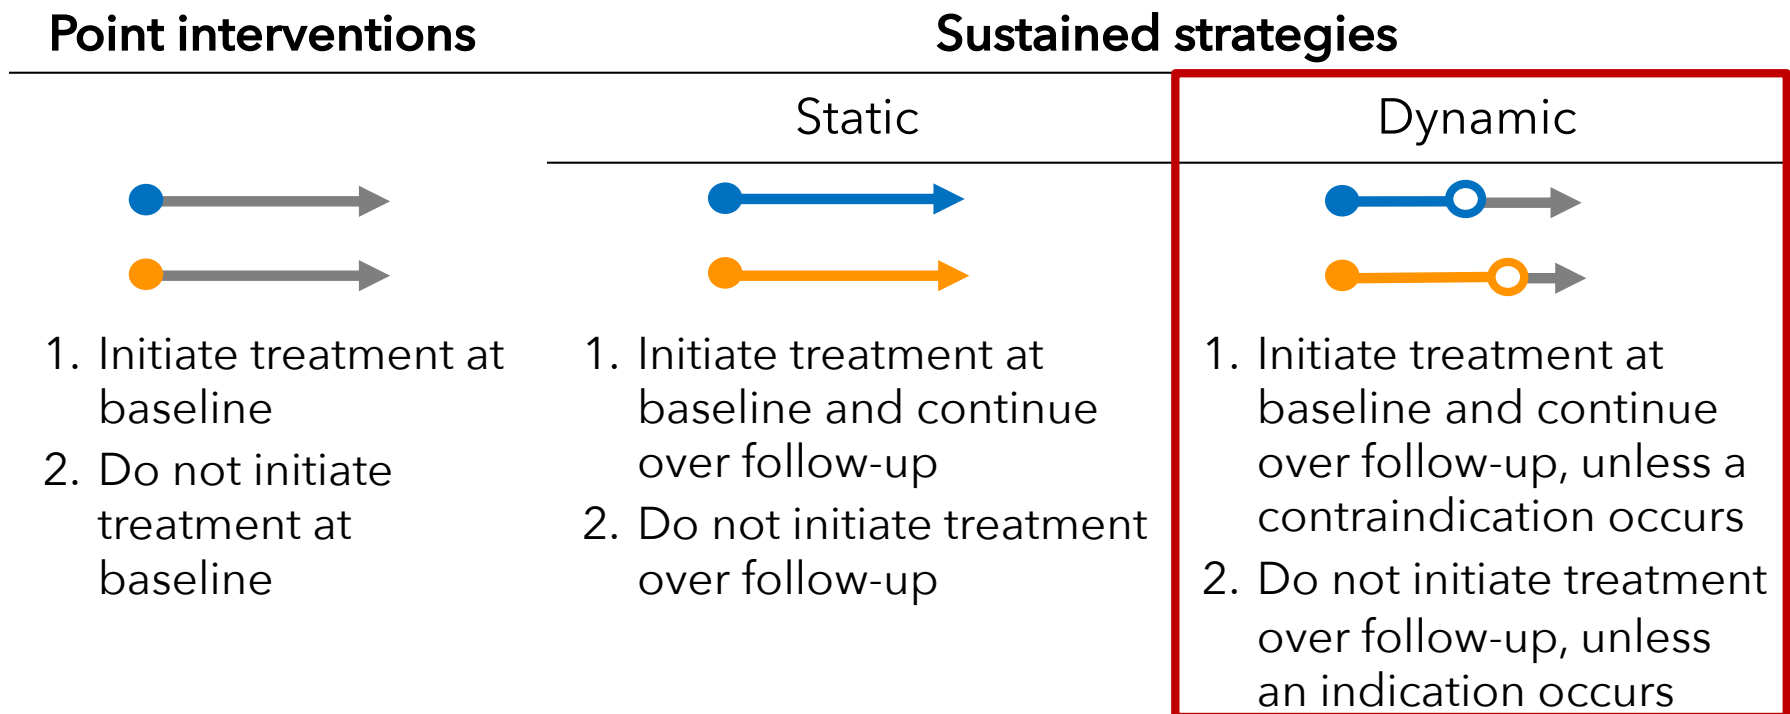 Point interventions
Sustained strategies
Static
Dynamic
1. Initiate treatment at
baseline
2. Do not initiate
treatment at
baseline
1. Initiate treatment at
baseline and continue
over follow-up
2. Do not initiate treatment
over follow-up
1. Initiate treatment at
baseline and continue
over follow-up, unless a
contraindication occurs
2. Do not initiate treatment
over follow-up, unless
an indication occurs